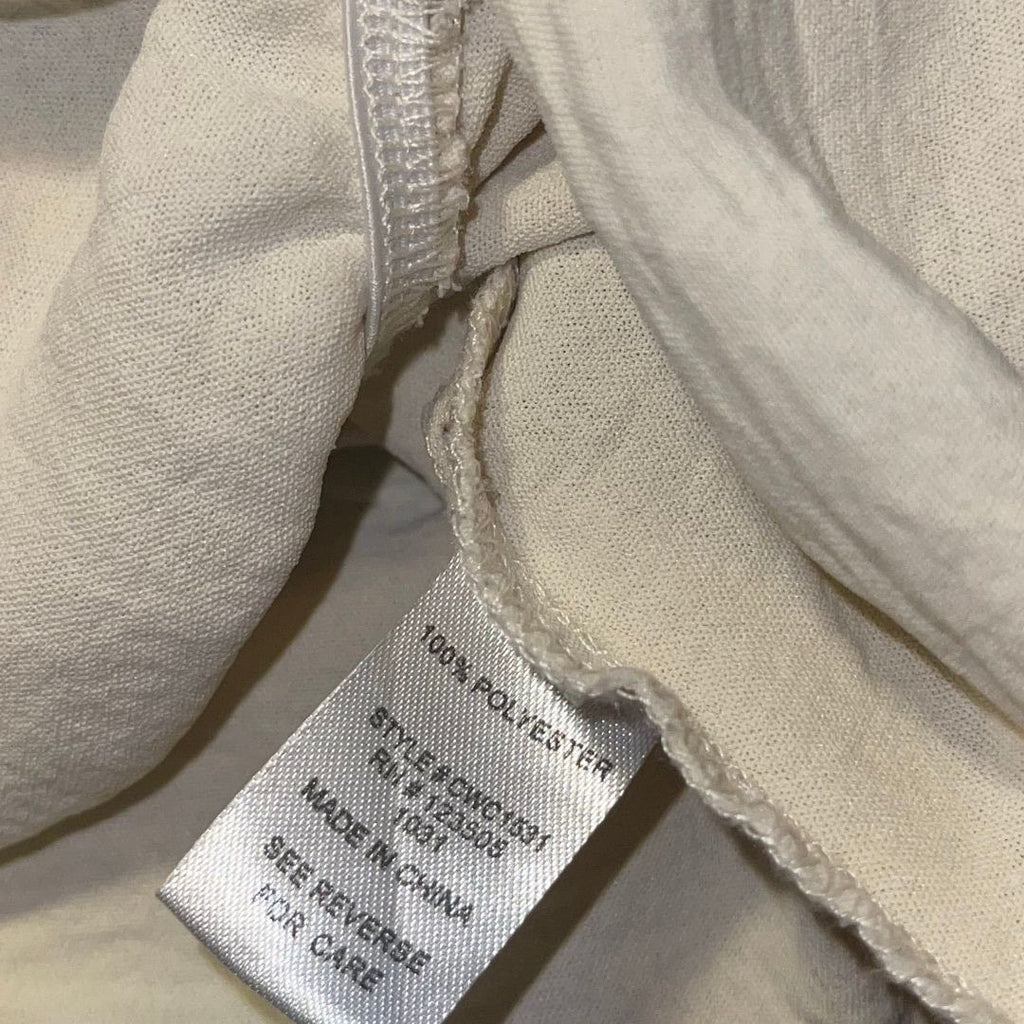 100% POLYESTER
STYLE#CWC1531
RN # 123505
1031
MADE IN CHINA
SEE REVERSE
FOR CARE